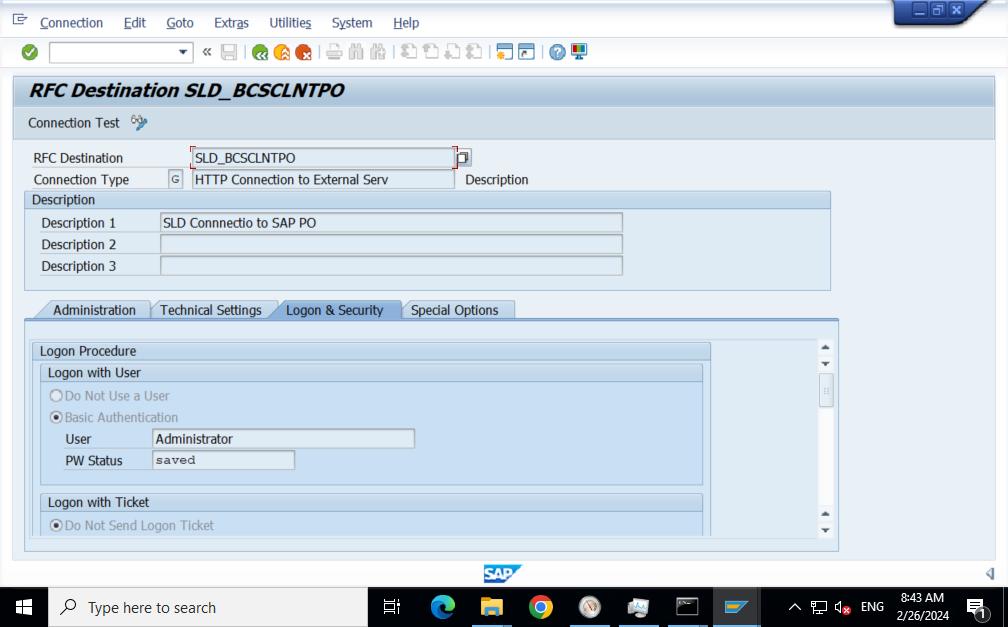 Connection Edit Goto Extras Utilities System Help
RFC Destination SLD_BCSCLNTPO
Connection Test
RFC Destination SLD_BCSCLNTPO
Connection Type G HTTP Connection to External Serv Description
Description
Description 1 SLD Connnectio to SAP PO
Description 2
Description 3
Administration Technical Settings Logon & Security Special Options
Logon Procedure
Logon with User
Do Not Use a User
Basic Authentication
User Administrator
PW Status saved
Logon with Ticket
Do Not Send Logon Ticket
SAP
Type here to search
ENG
8:43 AM
2/26/2024
1